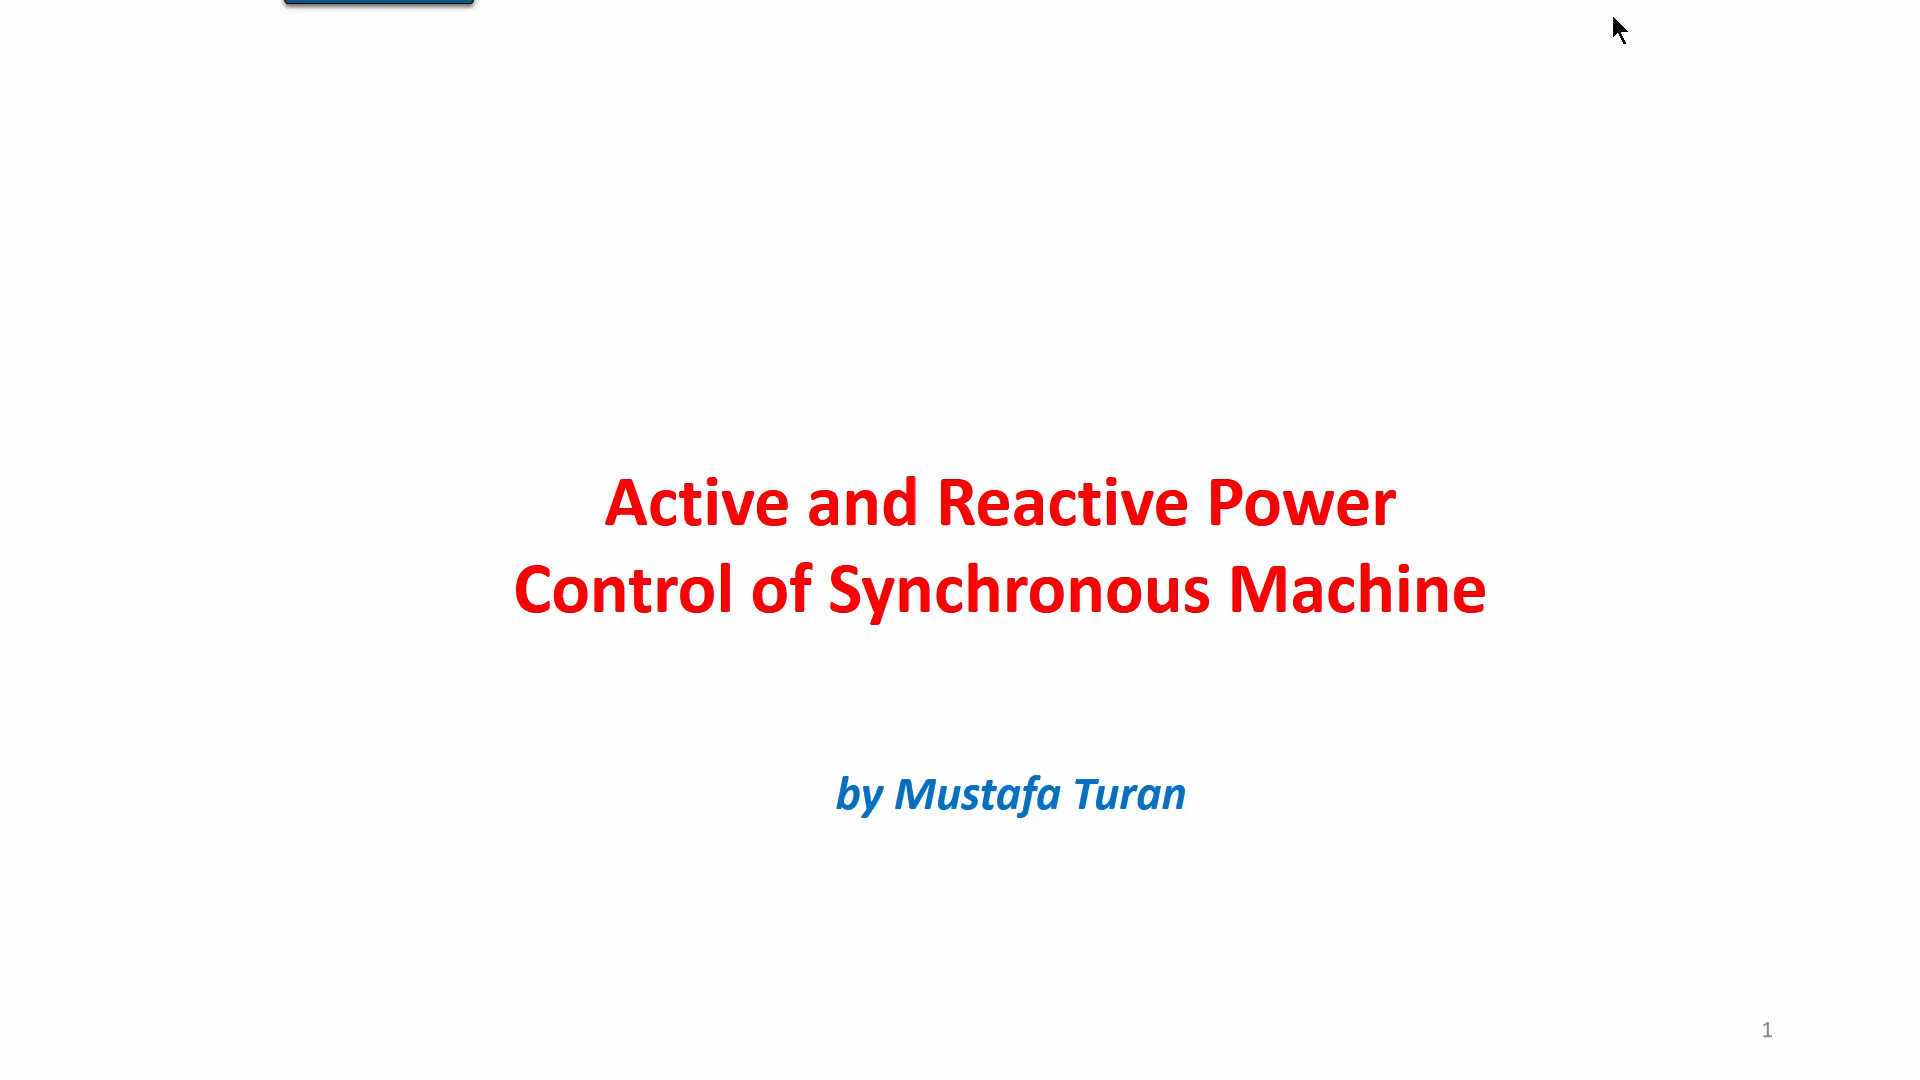 Active and Reactive Power
Control of Synchronous Machine
by Mustafa Turan
1